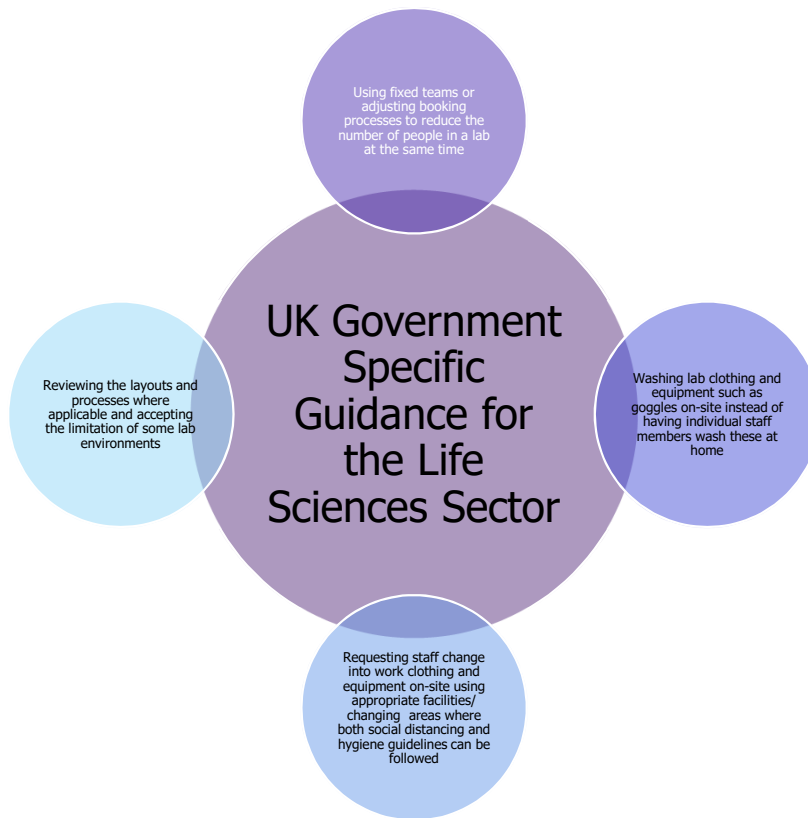 Using fixed teams or
adjusting booking
processes to reduce the
number of people in a lab
at the same time
UK Government
Specific
Guidance for
the Life
Sciences Sector
Reviewing the layouts and
processes where
applicable and accepting
the limitation of some lab
environments
Washing lab clothing and
equipment such as
goggles on-site instead of
having individual staff
members wash these at
home
Requesting staff change
into work clothing and
equipment on-site using
appropriate facilities/
changing areas where
both social distancing and
hygiene guidelines can be
followed